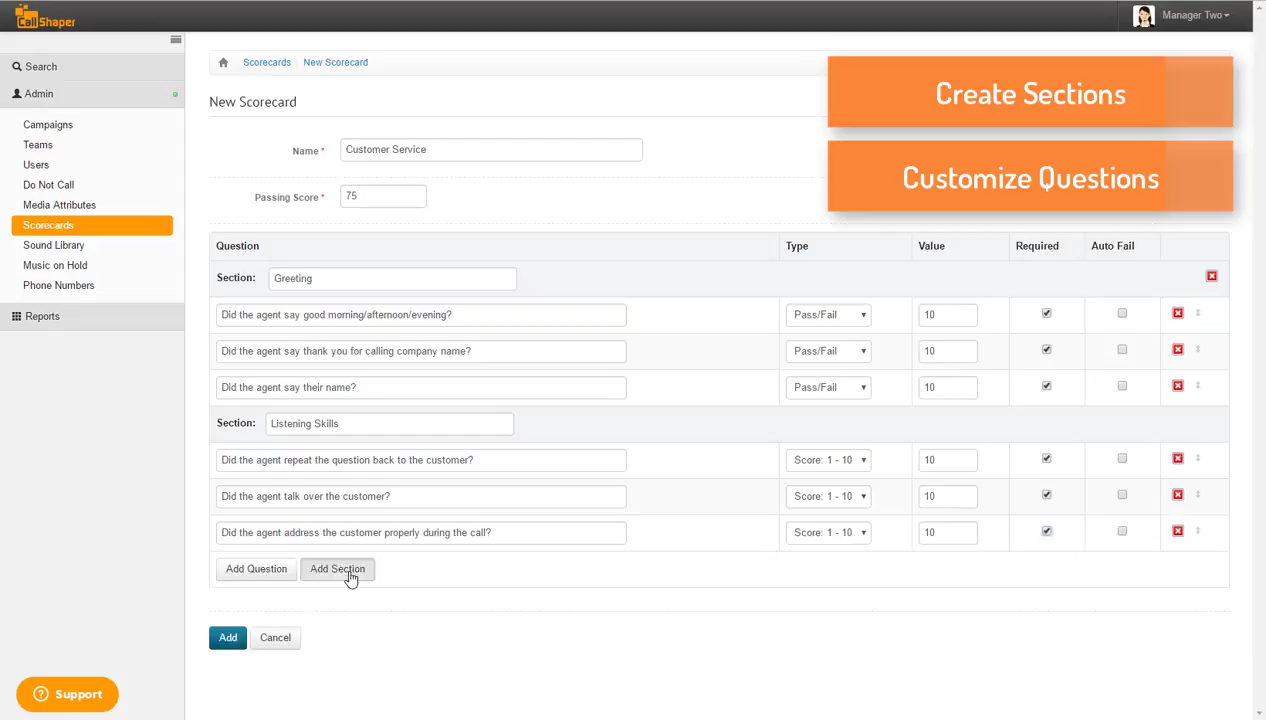 CallShaper
Manager Two
Search
Admin
Campaigns
Teams
Users
Do Not Call
Media Attributes
Scorecards
Sound Library
Music on Hold
Phone Numbers
Reports
Support
Scorecards New Scorecard
New Scorecard
Create Sections
Customize Questions
Name * Customer Service
Passing Score * 75
Question Type Value Required Auto Fail
Section: Greeting
Did the agent say good morning/afternoon/evening? Pass/Fail 10
Did the agent say thank you for calling company name? Pass/Fail 10
Did the agent say their name? Pass/Fail 10
Section: Listening Skills
Did the agent repeat the question back to the customer? Score: 1 - 10 10
Did the agent talk over the customer? Score: 1 - 10 10
Did the agent address the customer properly during the call? Score: 1 - 10 10
Add Question Add Section
Add Cancel